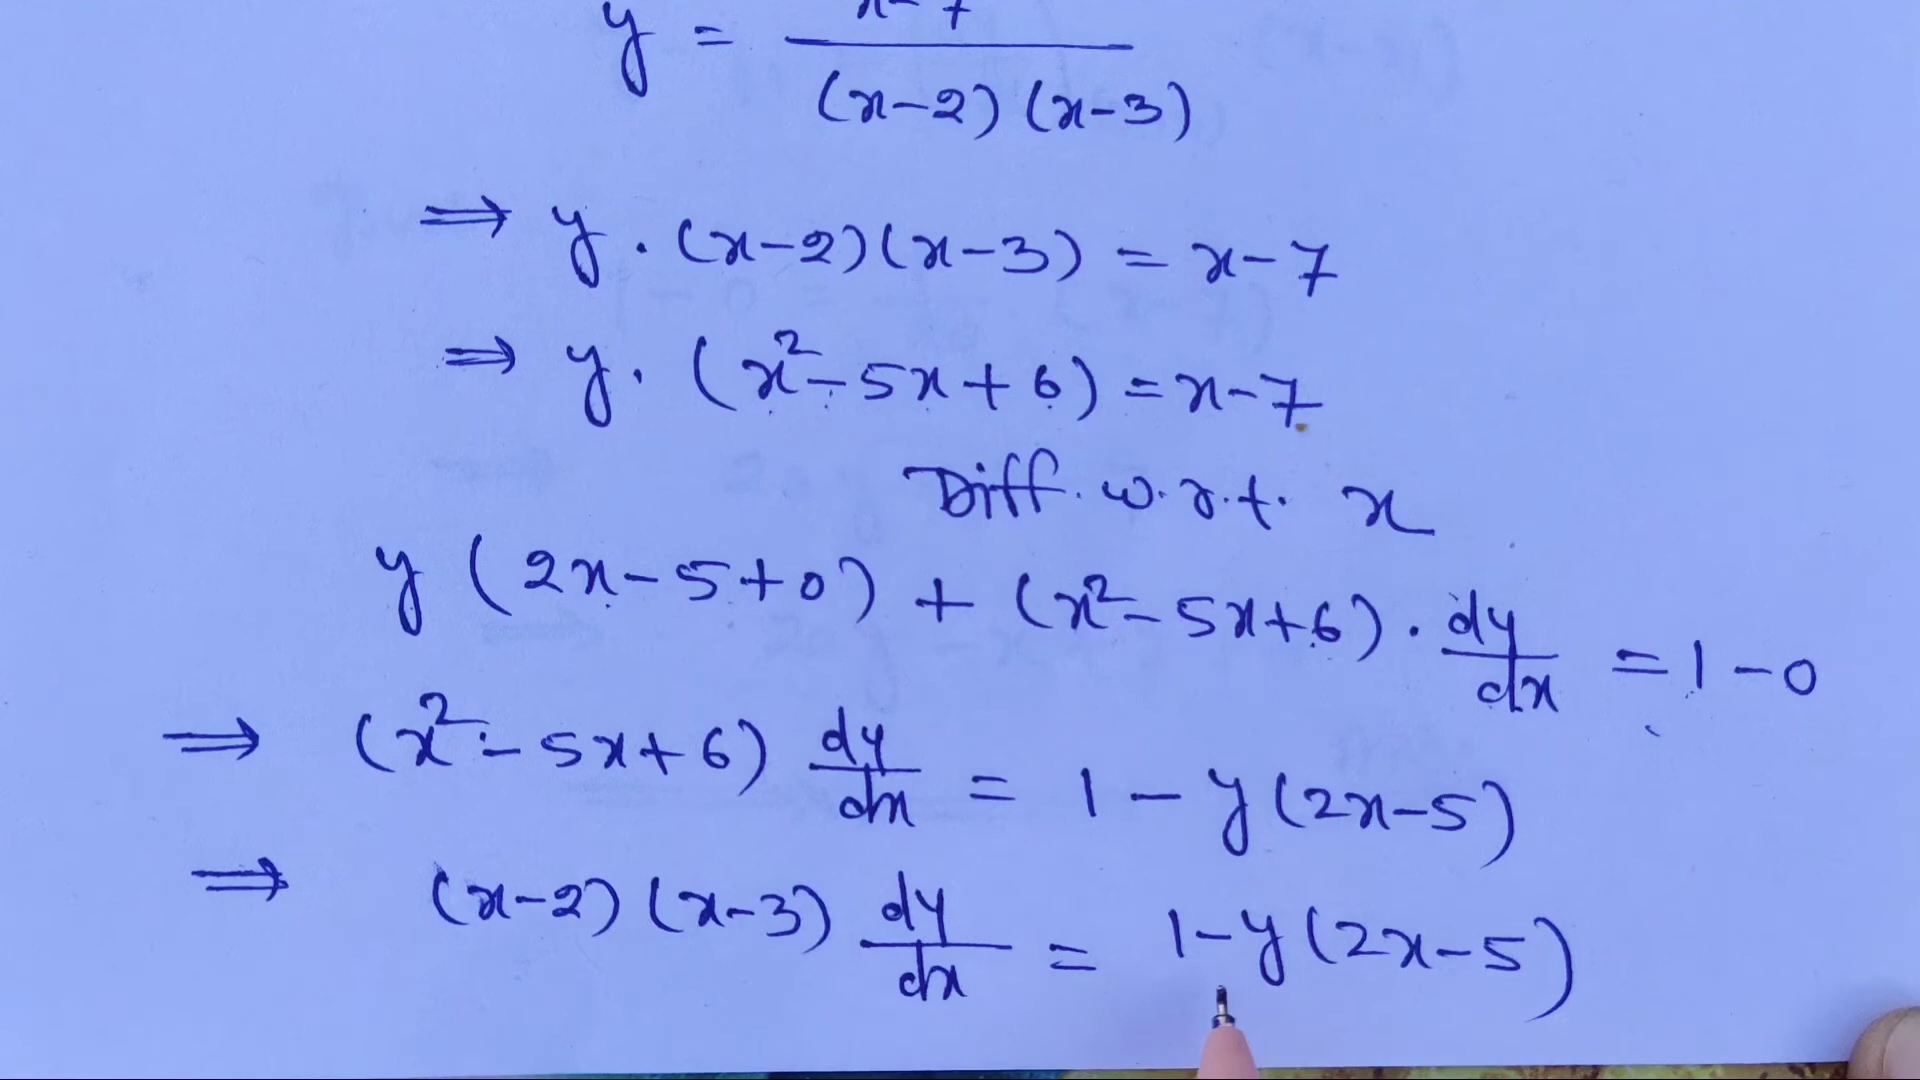 y = x-7 / (x-2)(x-3)
⇒ y . (x-2)(x-3) = x-7
⇒ y. (x²-5x+6) = x-7
Diff. w.r.t. x
y (2x-5+0) + (x²-5x+6) . dy/dx = 1-0
⇒ (x²-5x+6) dy/dx = 1-y(2x-5)
⇒ (x-2)(x-3) dy/dx = 1-y(2x-5)